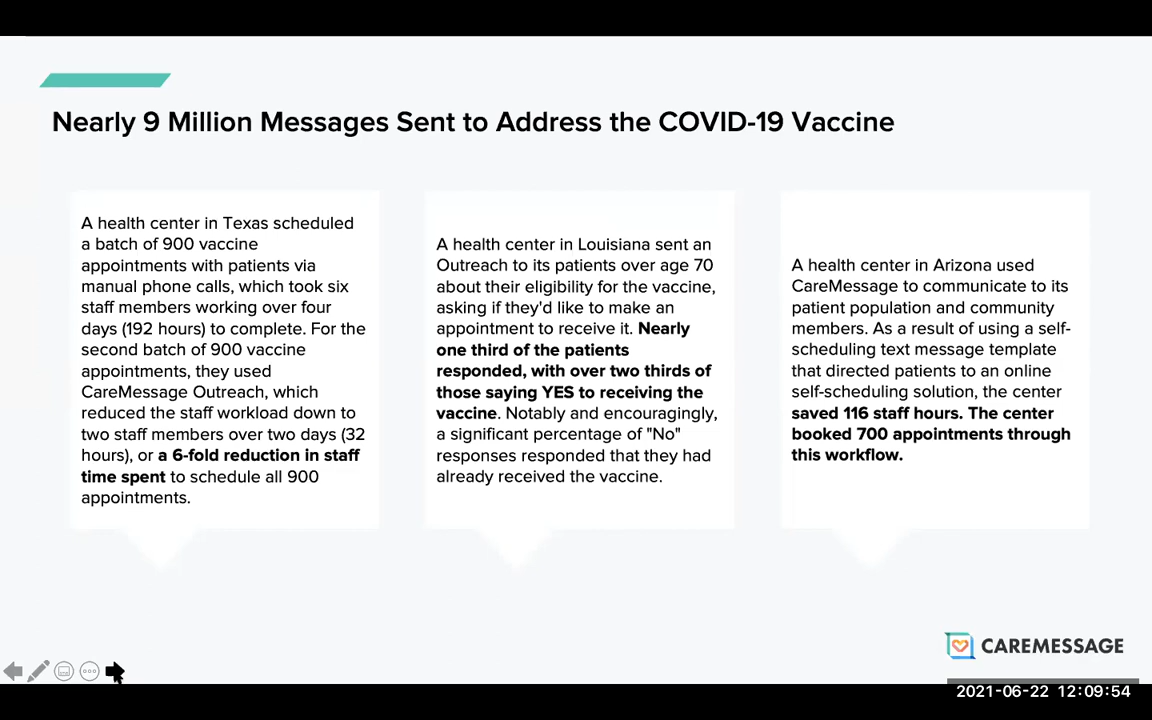 Nearly 9 Million Messages Sent to Address the COVID-19 Vaccine
A health center in Texas scheduled
a batch of 900 vaccine
appointments with patients via
manual phone calls, which took six
staff members working over four
days (192 hours) to complete. For the
second batch of 900 vaccine
appointments, they used
CareMessage Outreach, which
reduced the staff workload down to
two staff members over two days (32
hours), or a 6-fold reduction in staff
time spent to schedule all 900
appointments.
A health center in Louisiana sent an
Outreach to its patients over age 70
about their eligibility for the vaccine,
asking if they'd like to make an
appointment to receive it. Nearly
one third of the patients
responded, with over two thirds of
those saying YES to receiving the
vaccine. Notably and encouragingly,
a significant percentage of "No"
responses responded that they had
already received the vaccine.
A health center in Arizona used
CareMessage to communicate to its
patient population and community
members. As a result of using a self-
scheduling text message template
that directed patients to an online
self-scheduling solution, the center
saved 116 staff hours. The center
booked 700 appointments through
this workflow.
CAREMESSAGE
2021-06-22 12:09:54